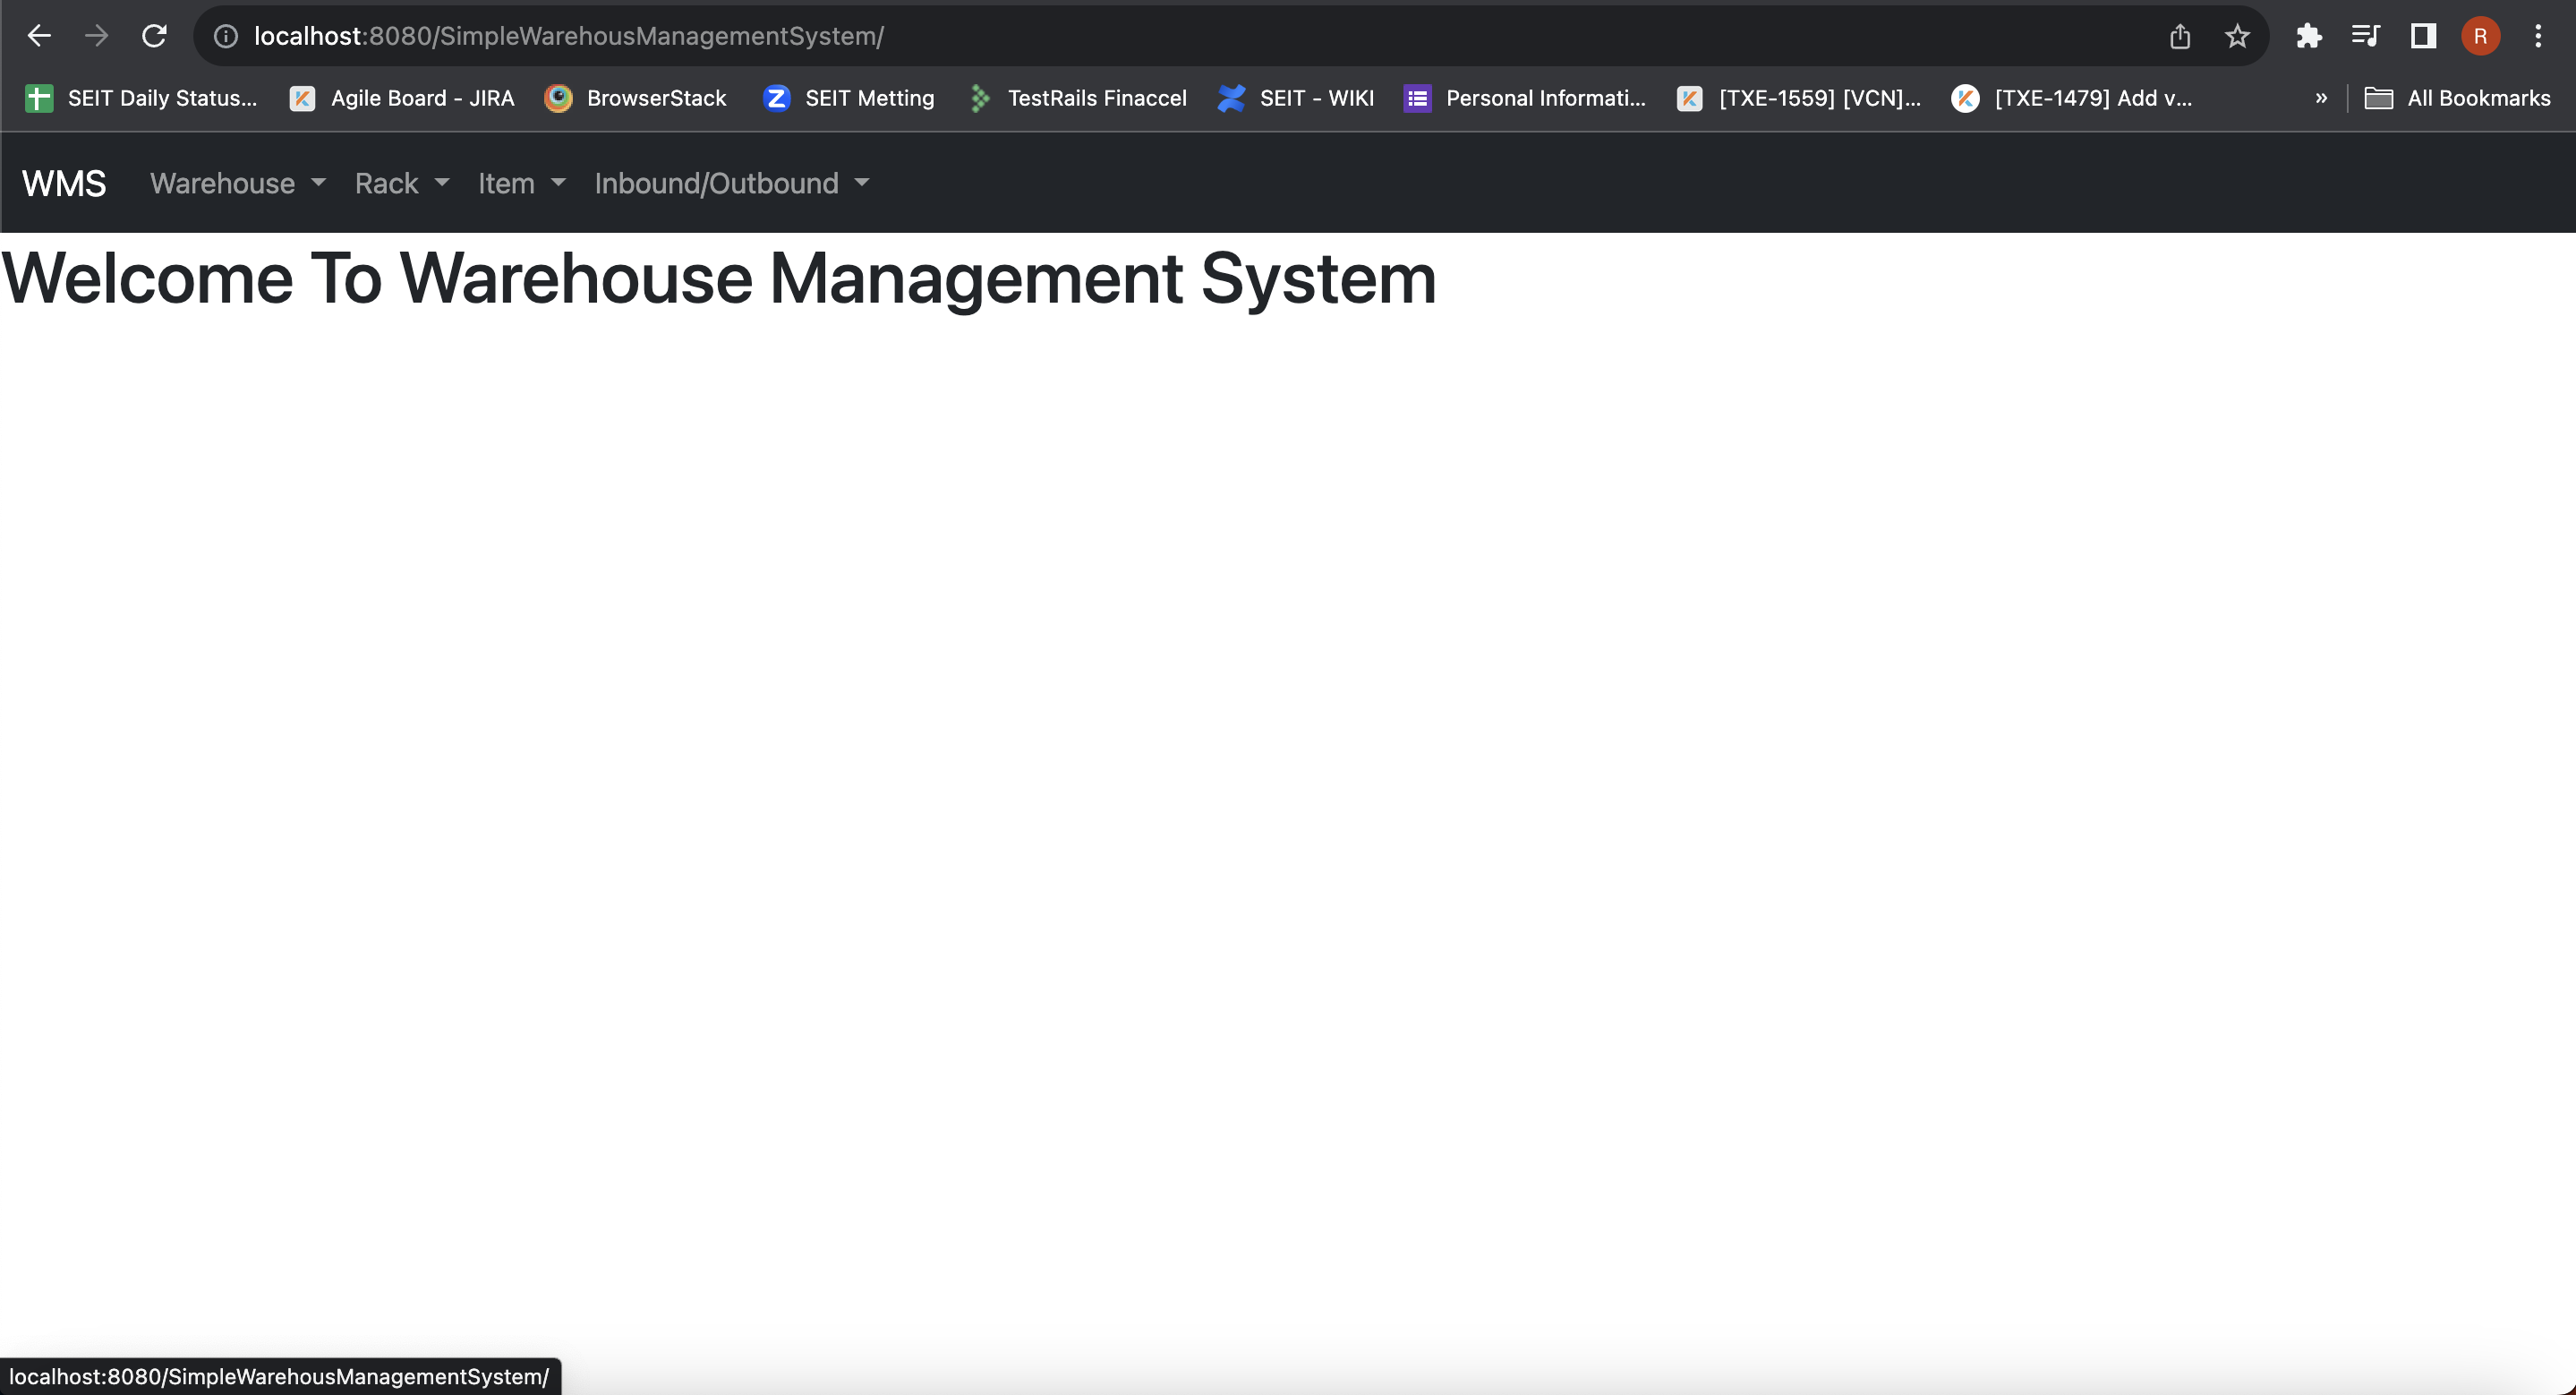 localhost:8080/SimpleWarehousManagementSystem/
R
SEIT Daily Status... Agile Board - JIRA BrowserStack SEIT Metting TestRails Finaccel SEIT - WIKI Personal Informati... [TXE-1559] [VCN]... [TXE-1479] Add v... » All Bookmarks
WMS Warehouse Rack Item Inbound/Outbound
Welcome To Warehouse Management System
localhost:8080/SimpleWarehousManagementSystem/